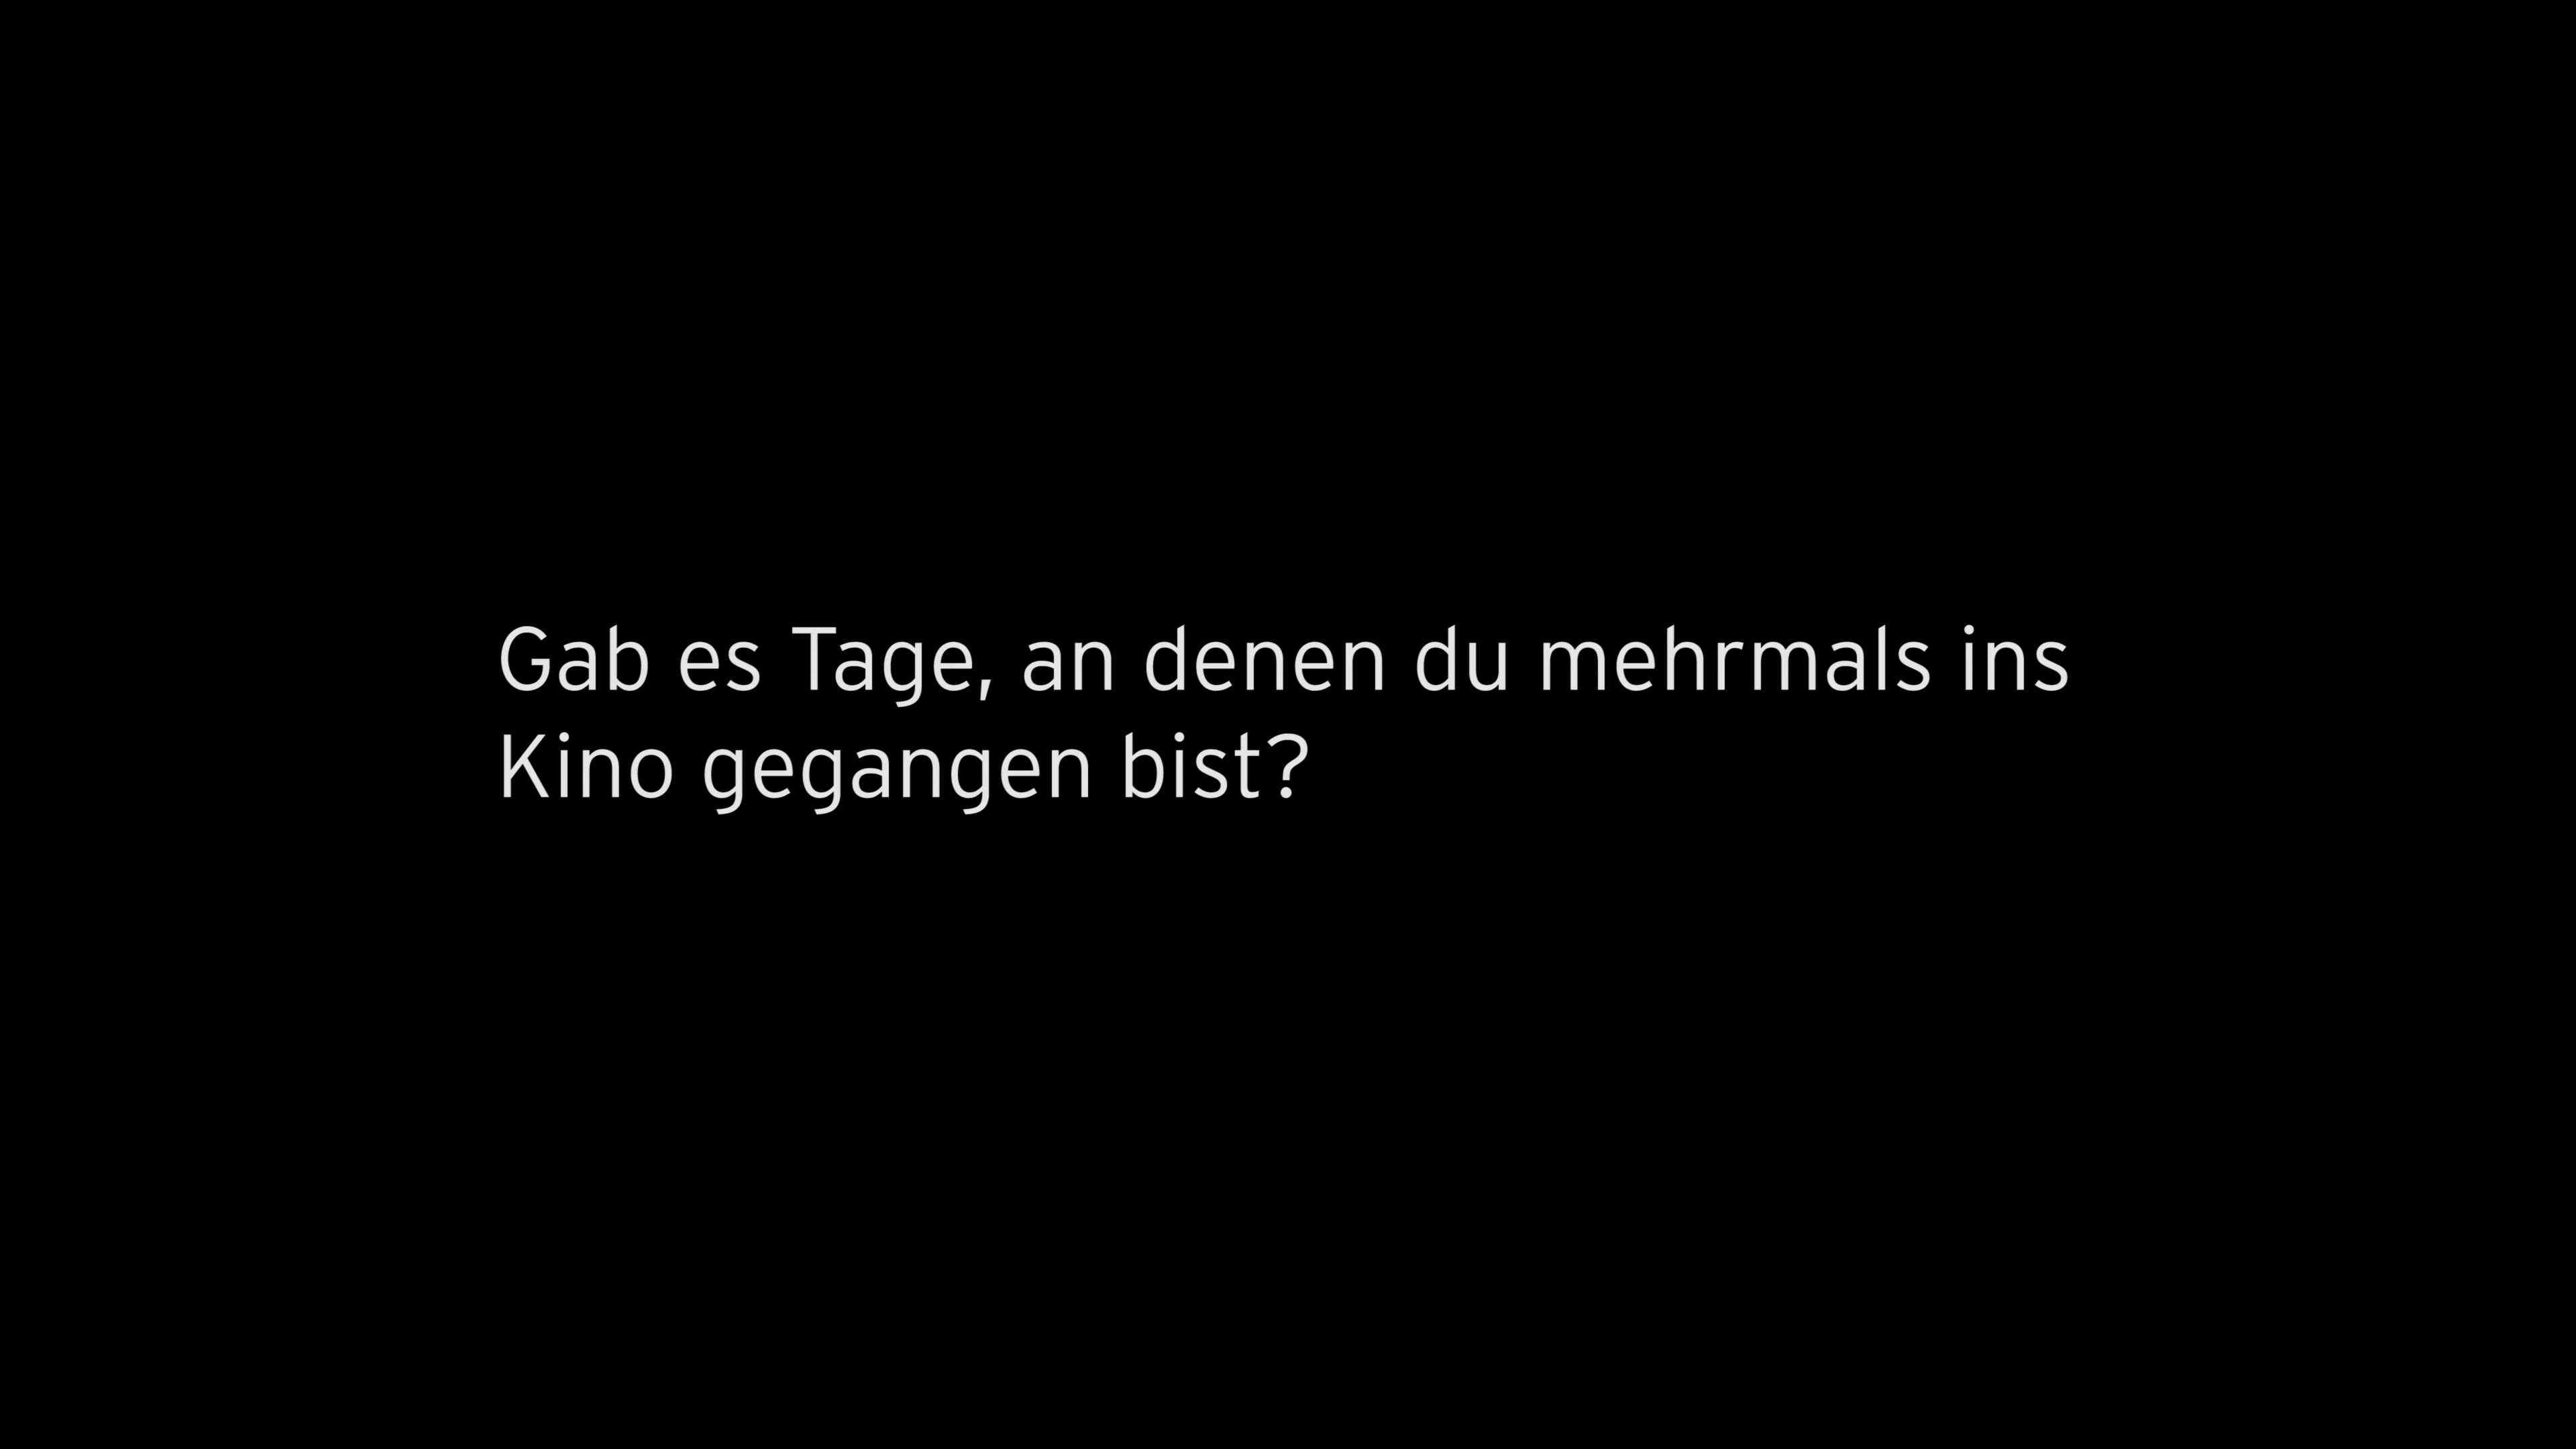 Gab es Tage, an denen du mehrmals ins
Kino gegangen bist?